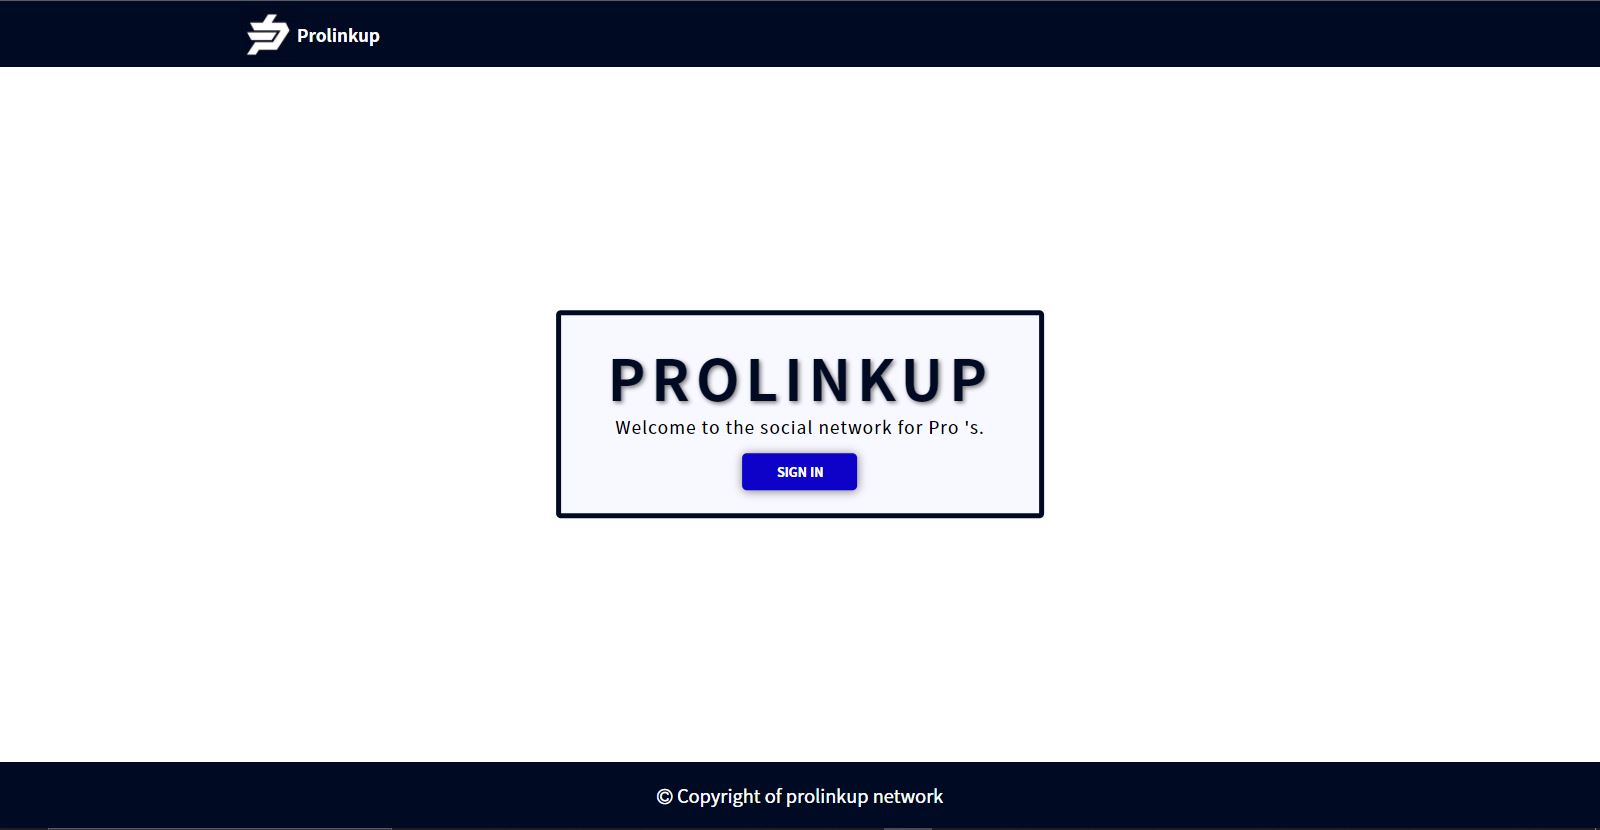 Prolinkup
PROLINKUP
Welcome to the social network for Pro 's.
SIGN IN
© Copyright of prolinkup network